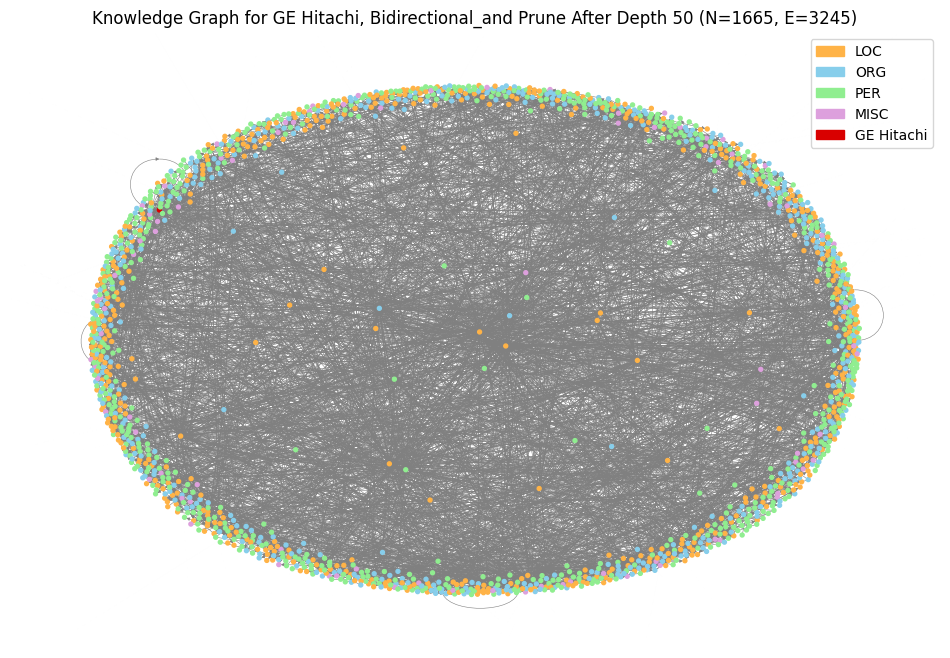 Knowledge Graph for GE Hitachi, Bidirectional_and Prune After Depth 50 (N=1665, E=3245)
LOC
ORG
PER
MISC
GE Hitachi